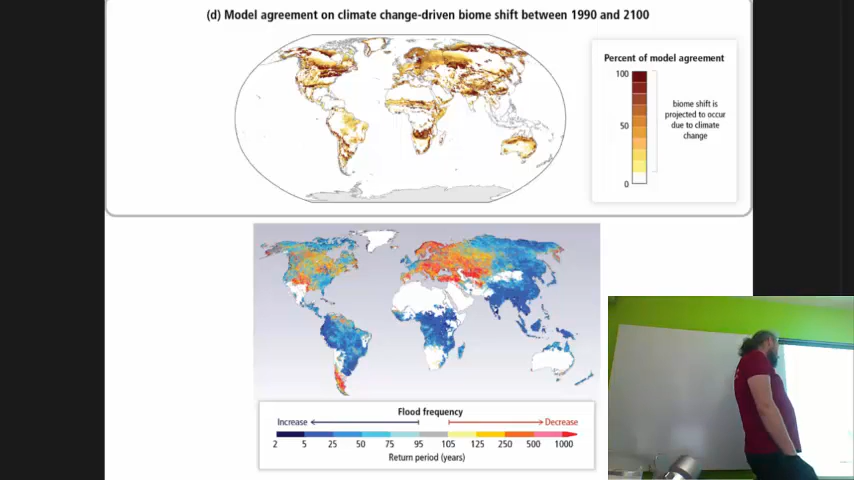 (d) Model agreement on climate change-driven biome shift between 1990 and 2100
Percent of model agreement
100
50
0
biome shift is
projected to occur
due to climate
change
Flood frequency
Increase
Decrease
2 5 25 50 75 95 105 125 250 500 1000
Return period (years)